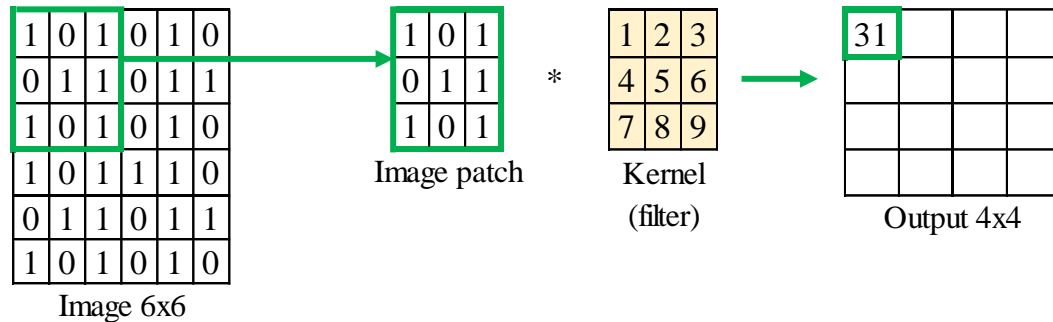 1 0 1 0 1 0
0 1 1 0 1 1
1 0 1 0 1 0
1 0 1 1 1 0
0 1 1 0 1 1
1 0 1 0 1 0
Image 6x6
1 0 1
0 1 1
1 0 1
Image patch
*
1 2 3
4 5 6
7 8 9
Kernel
(filter)
31
Output 4x4